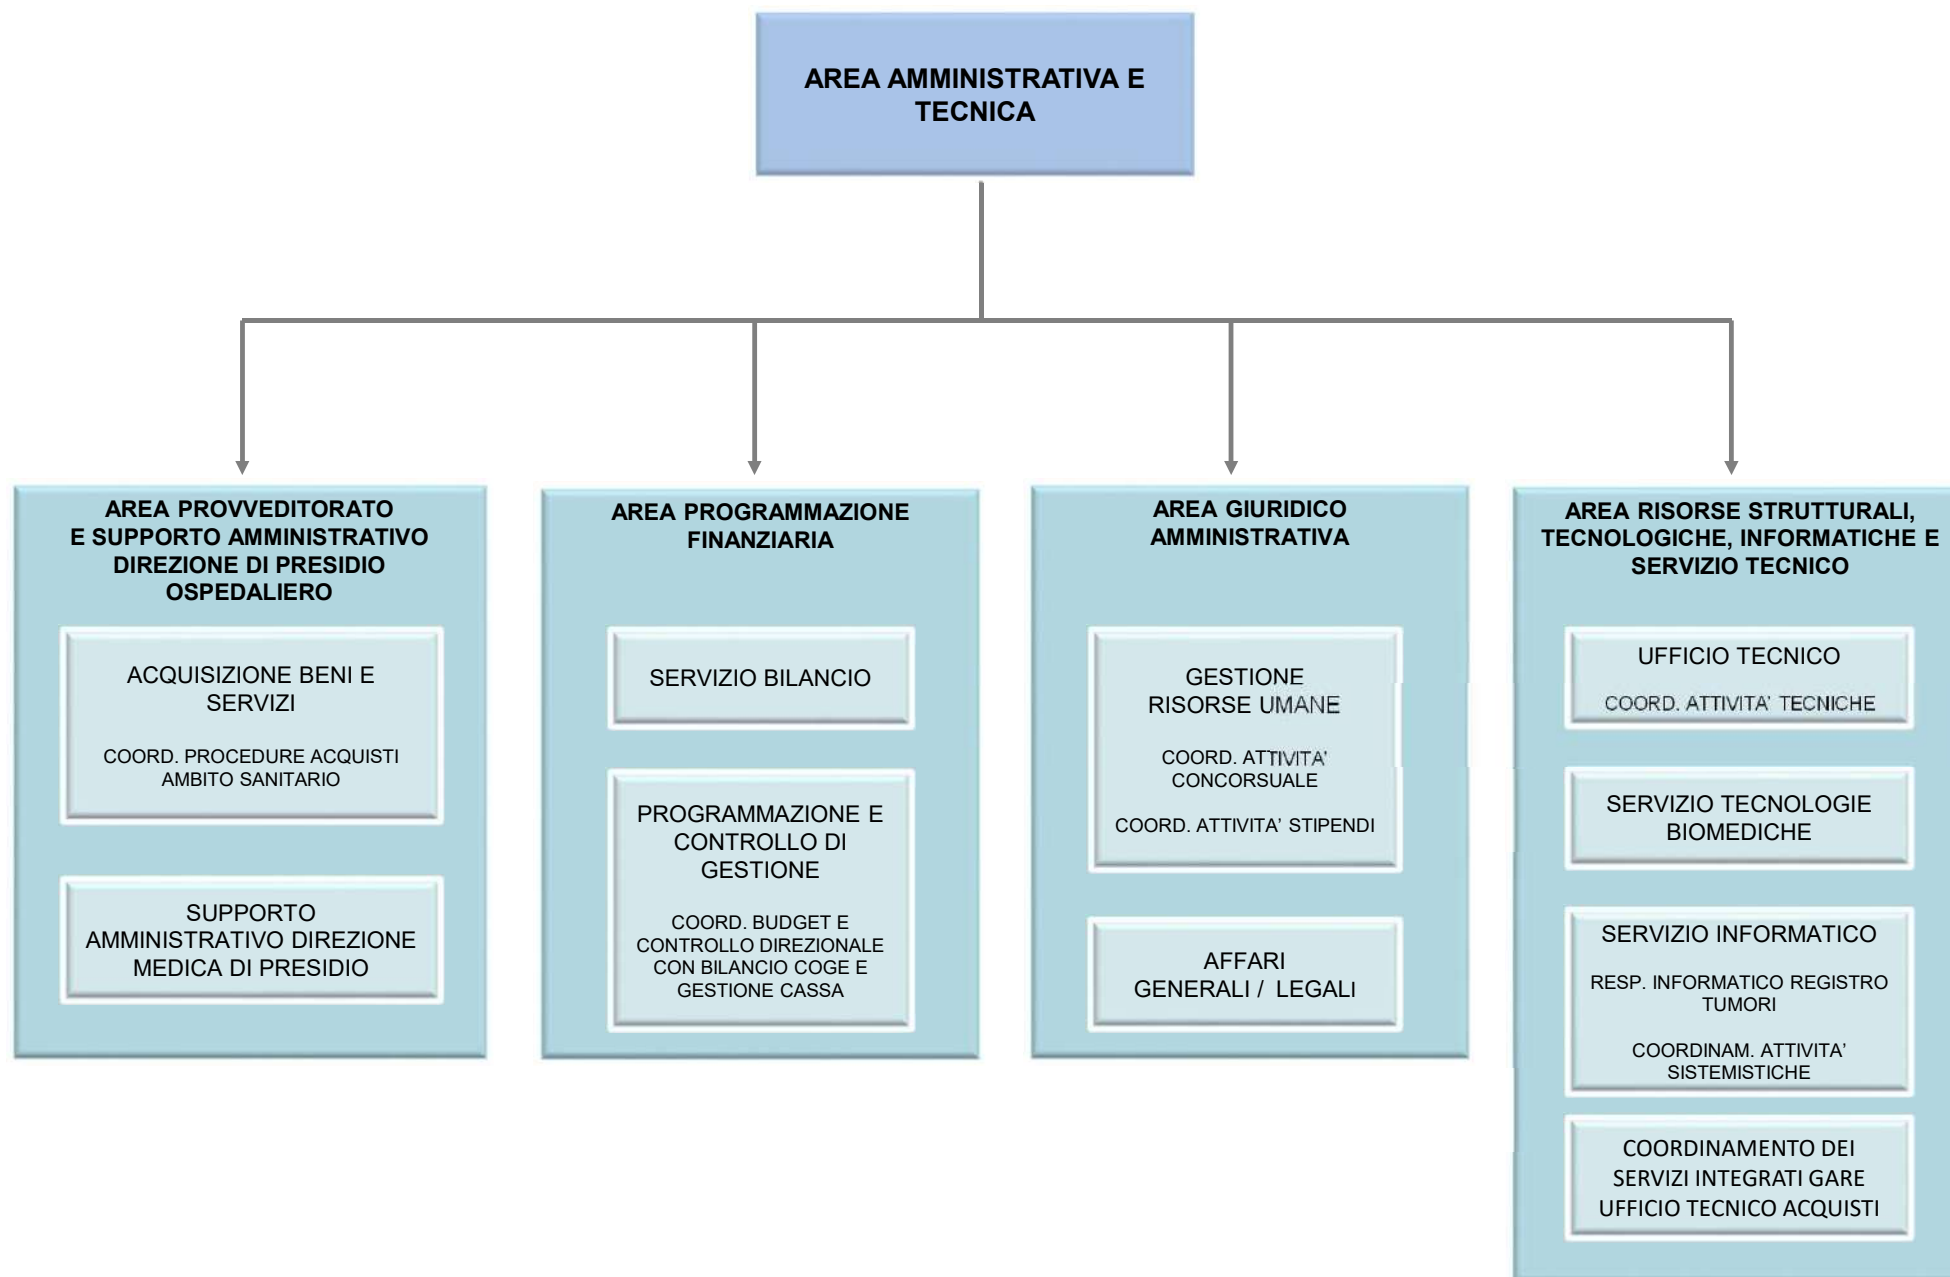 AREA AMMINISTRATIVA E
TECNICA
AREA PROVVEDITORATO
E SUPPORTO AMMINISTRATIVO
DIREZIONE DI PRESIDIO
OSPEDALIERO
ACQUISIZIONE BENI E
SERVIZI
COORD. PROCEDURE ACQUISTI
AMBITO SANITARIO
SUPPORTO
AMMINISTRATIVO DIREZIONE
MEDICA DI PRESIDIO
AREA PROGRAMMAZIONE
FINANZIARIA
SERVIZIO BILANCIO
PROGRAMMAZIONE E
CONTROLLO DI
GESTIONE
COORD. BUDGET E
CONTROLLO DIREZIONALE
CON BILANCIO COGE E
GESTIONE CASSA
AREA GIURIDICO
AMMINISTRATIVA
GESTIONE
RISORSE UMANE
COORD. ATTIVITA'
CONCORSUALE
COORD. ATTIVITA' STIPENDI
AFFARI
GENERALI / LEGALI
AREA RISORSE STRUTTURALI,
TECNOLOGICHE, INFORMATICHE E
SERVIZIO TECNICO
UFFICIO TECNICO
COORD. ATTIVITA' TECNICHE
SERVIZIO TECNOLOGIE
BIOMEDICHE
SERVIZIO INFORMATICO
RESP. INFORMATICO REGISTRO
TUMORI
COORDINAM. ATTIVITA'
SISTEMISTICHE
COORDINAMENTO DEI
SERVIZI INTEGRATI GARE
UFFICIO TECNICO ACQUISTI